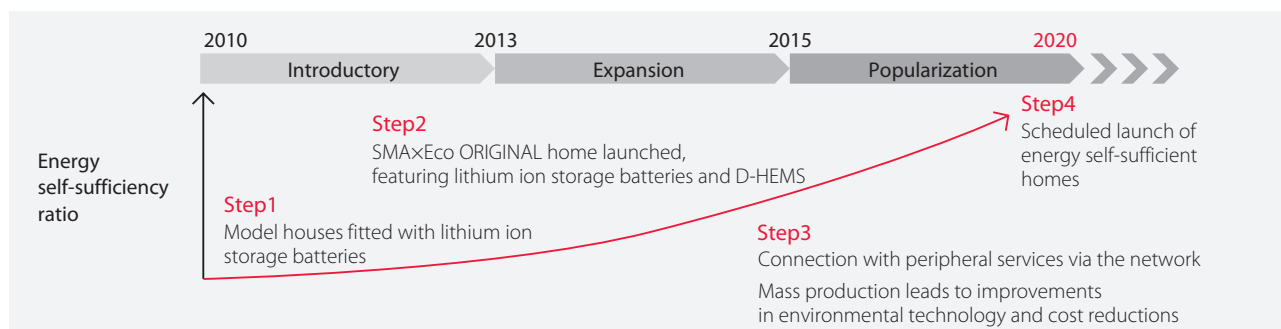 2010
2013
2015
2020
Introductory
Expansion
Popularization
Energy
self-sufficiency
ratio
Step1
Model houses fitted with lithium ion
storage batteries
Step2
SMA×Eco ORIGINAL home launched,
featuring lithium ion storage batteries and D-HEMS
Step3
Connection with peripheral services via the network
Mass production leads to improvements
in environmental technology and cost reductions
Step4
Scheduled launch of
energy self-sufficient
homes